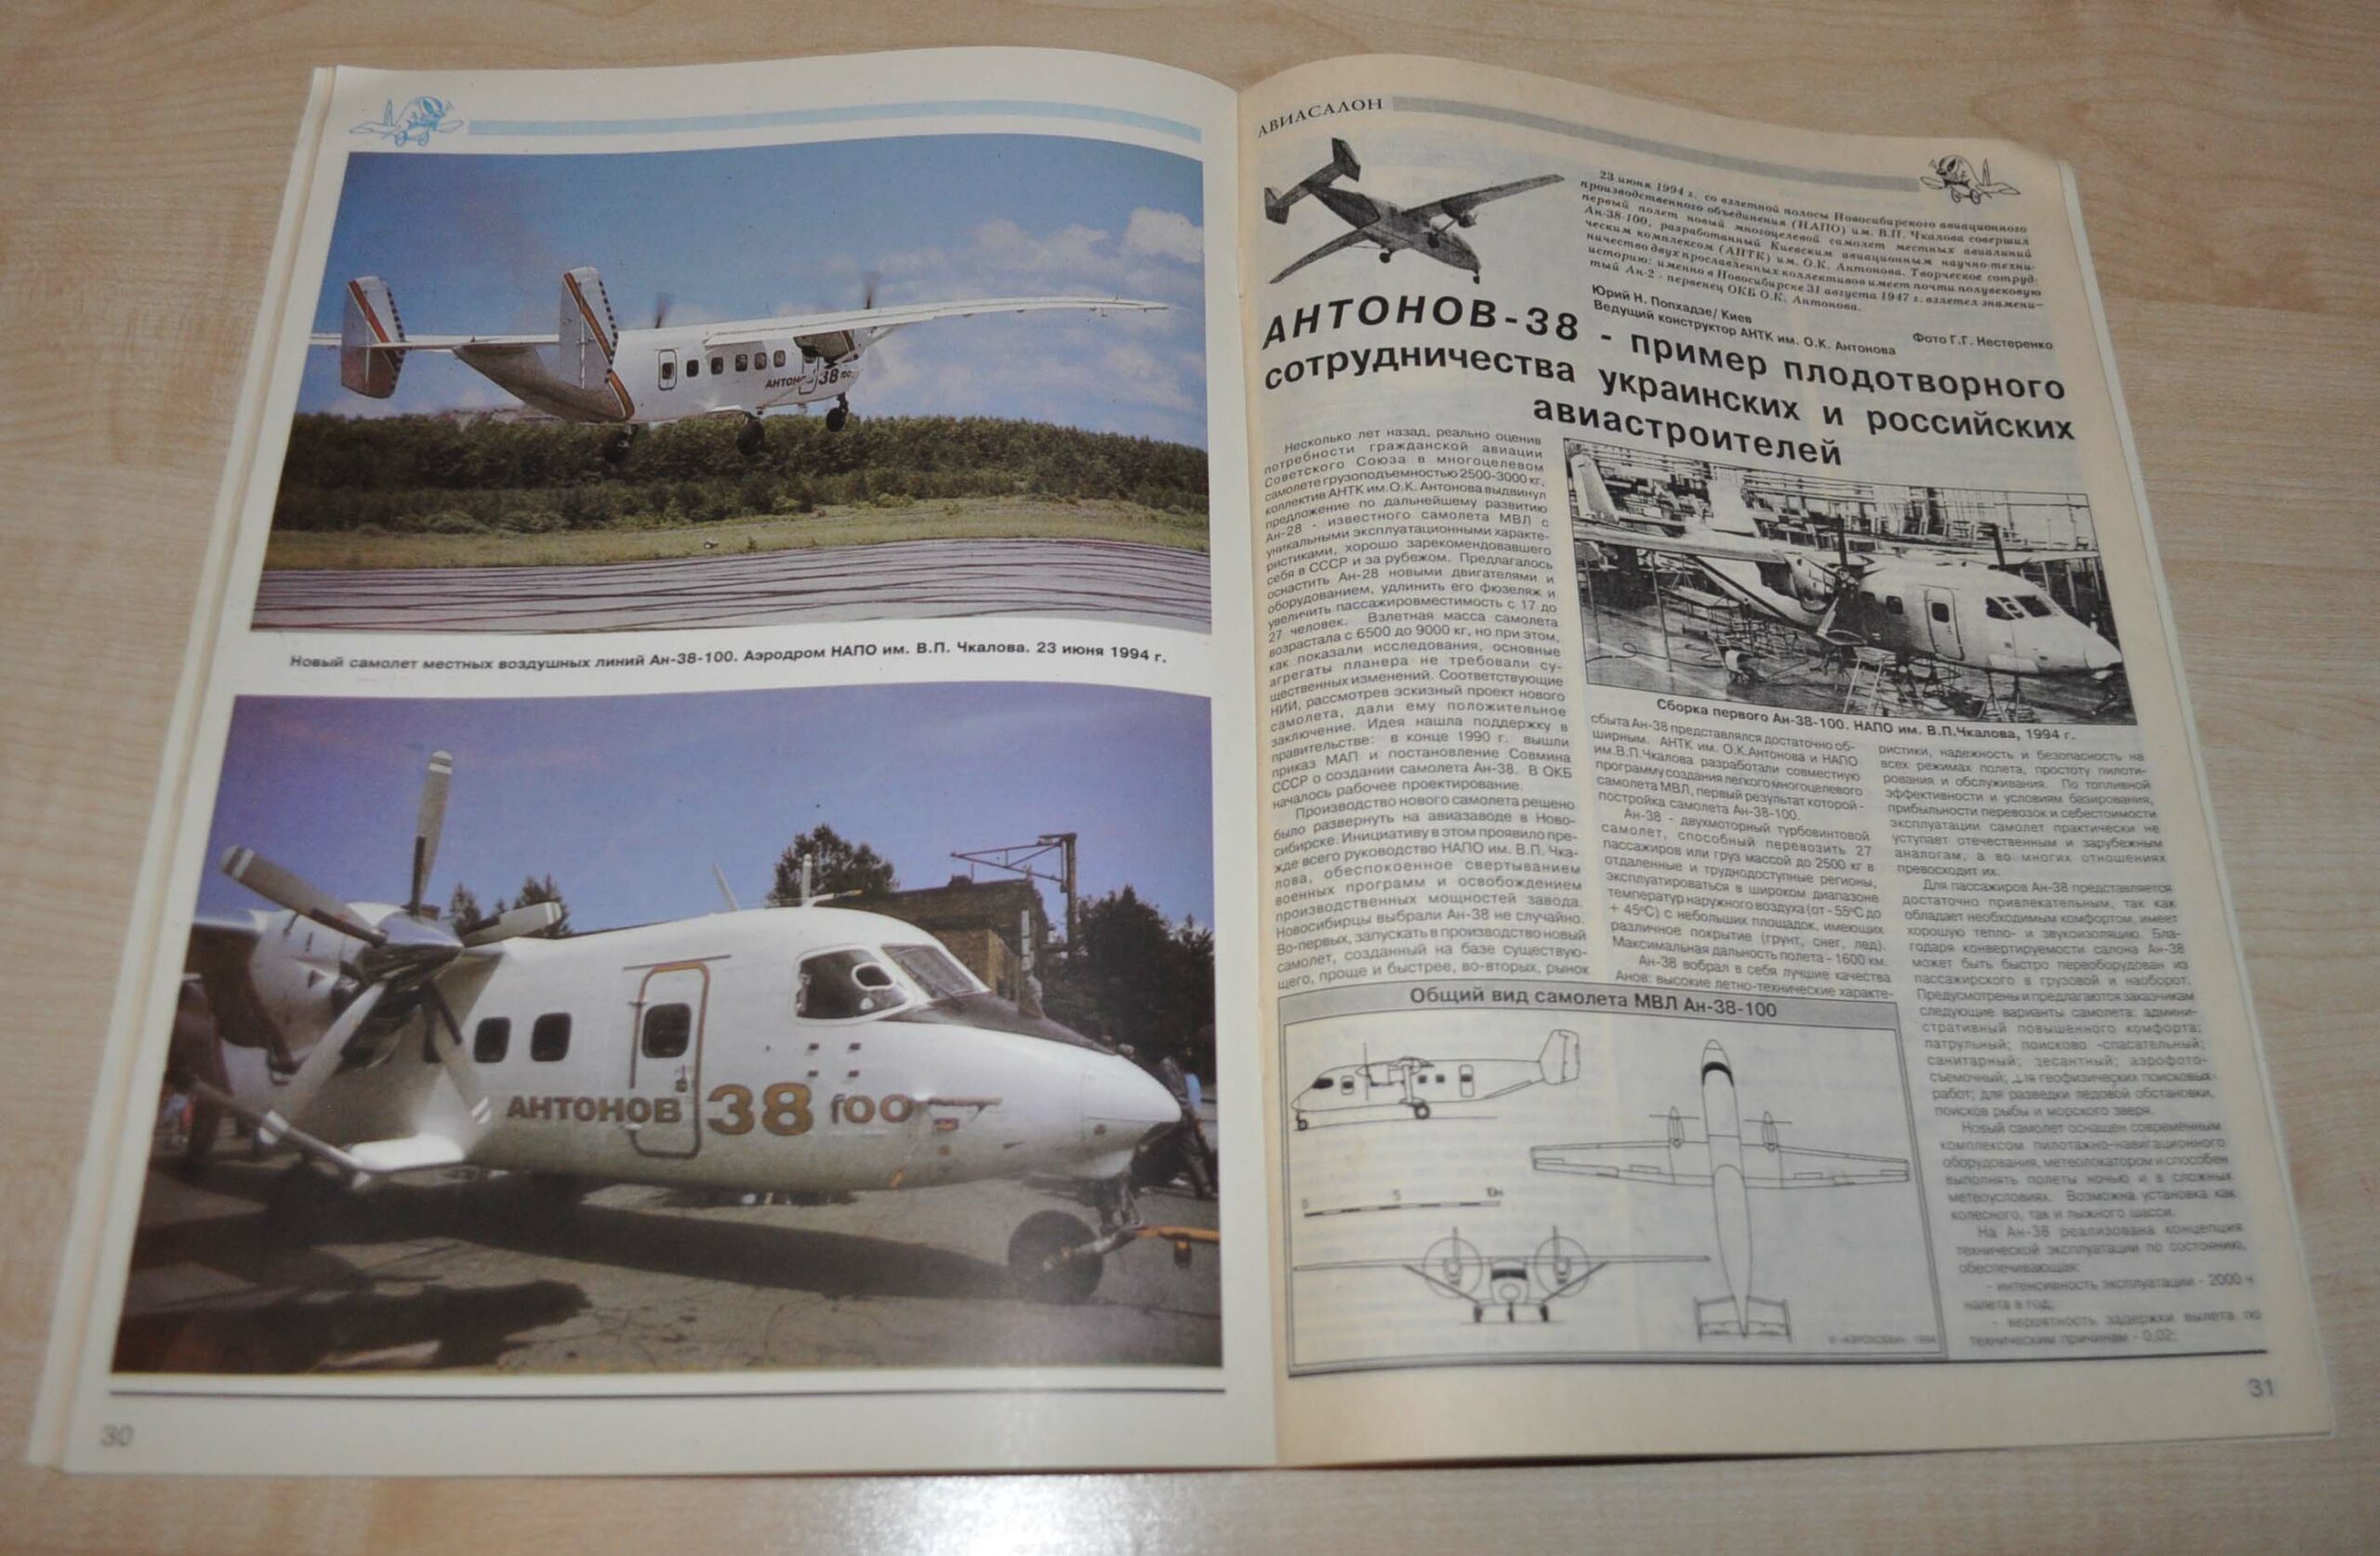 АНТОНОВ 38 100
Новый самолет местных воздушных линий Ан-38-100. Аэродром НАПО им. В.П. Чкалова. 23 июня 1994 г.
АНТОНОВ 38 100
30
АВИАСАЛОН
23 июня 1994 г. со взлетной полосы Новосибирского авиационного
производственного объединения (НАПО) им. В.П. Чкалова совершил
первый полет новый многоцелевой самолет местных авиалиний
Ан-38-100, разработанный Киевским авиационным научно-техни-
ческим комплексом (АНТК) им. О.К. Антонова. Творческое сотруд-
ничество двух прославленных коллективов имеет почти полувековую
историю: именно в Новосибирске 31 августа 1947 г. взлетел знамени-
тый Ан-2 - первенец ОКБ О.К. Антонова.
Юрий Н. Попхадзе/ Киев
Ведущий конструктор АНТК им. О.К. Антонова
Фото Г.Г. Нестеренко
АНТОНОВ-38 - пример плодотворного
сотрудничества украинских и российских
авиастроителей
Несколько лет назад, реально оценив
потребности гражданской авиации
Советского Союза в многоцелевом
самолете грузоподъемностью 2500-3000 кг,
коллектив АНТК им. О.К. Антонова выдвинул
предложение по дальнейшему развитию
Ан-28 - известного самолета МВЛ с
уникальными эксплуатационными характе-
ристиками, хорошо зарекомендовавшего
себя в СССР и за рубежом. Предлагалось
оснастить Ан-28 новыми двигателями и
оборудованием, удлинить его фюзеляж и
увеличить пассажировместимость с 17 до
27 человек. Взлетная масса самолета
возрастала с 6500 до 9000 кг, но при этом,
как показали исследования, основные
агрегаты планера не требовали су-
щественных изменений. Соответствующие
НИИ, рассмотрев эскизный проект нового
самолета, дали ему положительное
заключение. Идея нашла поддержку в
правительстве: в конце 1990 г. вышли
приказ МАП и постановление Совмина
СССР о создании самолета Ан-38. В ОКБ
началось рабочее проектирование.
Производство нового самолета решено
было развернуть на авиазаводе в Ново-
сибирске. Инициативу в этом проявило пре-
жде всего руководство НАПО им. В.П. Чка-
лова, обеспокоенное свертыванием
военных программ и освобождением
производственных мощностей завода.
Новосибирцы выбрали Ан-38 не случайно.
Во-первых, запускать в производство новый
самолет, созданный на базе существую-
щего, проще и быстрее, во-вторых, рынок
Сборка первого Ан-38-100. НАПО им. В.П.Чкалова, 1994 г.
сбыта Ан-38 представлялся достаточно об-
ширным. АНТК им. О.К.Антонова и НАПО
им.В.П.Чкалова разработали совместную
программу создания легкого многоцелевого
самолета МВЛ, первый результат которой -
постройка самолета Ан-38-100.
Ан-38 - двухмоторный турбовинтовой
самолет, способный перевозить 27
пассажиров или груз массой до 2500 кг в
отдаленные и труднодоступные регионы,
эксплуатироваться в широком диапазоне
температур наружного воздуха (от - 55°С до
+ 45°С) с небольших площадок, имеющих
различное покрытие (грунт, снег, лед).
Максимальная дальность полета - 1600 км.
Ан-38 вобрал в себя лучшие качества
Анов: высокие летно-технические характе-
ристики, надежность и безопасность на
всех режимах полета, простоту пилоти-
рования и обслуживания. По топливной
эффективности и условиям базирования,
прибыльности перевозок и себестоимости
эксплуатации самолет практически не
уступает отечественным и зарубежным
аналогам, а во многих отношениях
превосходит их.
Для пассажиров Ан-38 представляется
достаточно привлекательным, так как
обладает необходимым комфортом, имеет
хорошую тепло- и звукоизоляцию. Бла-
годаря конвертируемости салона Ан-38
может быть быстро переоборудован из
пассажирского в грузовой и наоборот.
Предусмотрены и предлагаются заказчикам
следующие варианты самолета: админи-
стративный повышенного комфорта;
патрульный; поисково -спасательный;
санитарный; десантный; аэрофото-
съемочный; для геофизических поисковых
работ; для разведки ледовой обстановки,
поисков рыбы и морского зверя.
Новый самолет оснащен современным
комплексом пилотажно-навигационного
оборудования, метеолокатором и способен
выполнять полеты ночью и в сложных
метеоусловиях. Возможна установка как
колесного, так и лыжного шасси.
На Ан-38 реализована концепция
технической эксплуатации по состоянию,
обеспечивающая:
- интенсивность эксплуатации - 2000 ч
налета в год;
- вероятность задержки вылета по
техническим причинам - 0,02;
Общий вид самолета МВЛ Ан-38-100
0 5 10м
1994
31